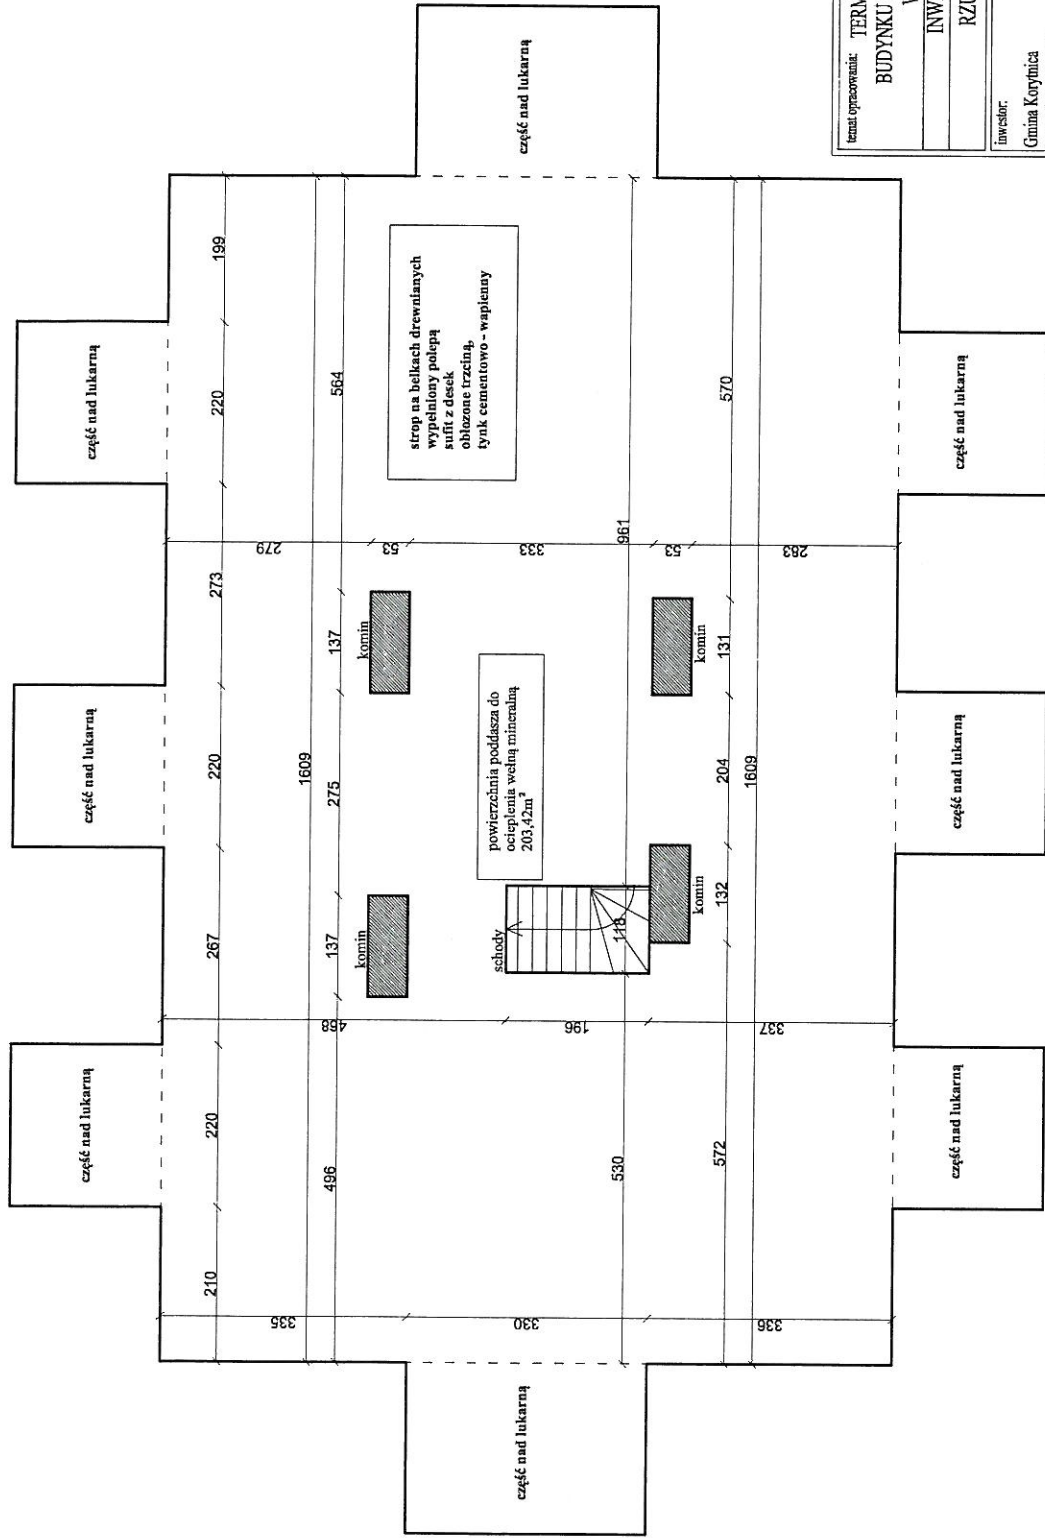 część nad lukarną
część nad lukarną
część nad lukarną
część nad lukarną
część nad lukarną
210
220
267
220
273
220
199
1609
496
137
275
137
564
komin
komin
strop na belkach drewnianych
wypełniony polepą
sufit z desek
obłożone trzciną,
tynk cementowo - wapienny
powierzchnia poddasza do
ocieplenia wełną mineralną
203,42m²
schody
530
118
961
komin
komin
572
132
204
131
570
1609
335
330
336
468
196
337
279
53
333
53
283
część nad lukarną
część nad lukarną
część nad lukarną
temat opracowania:
BUDYNKU
inwestor:
Gmina Korytnica